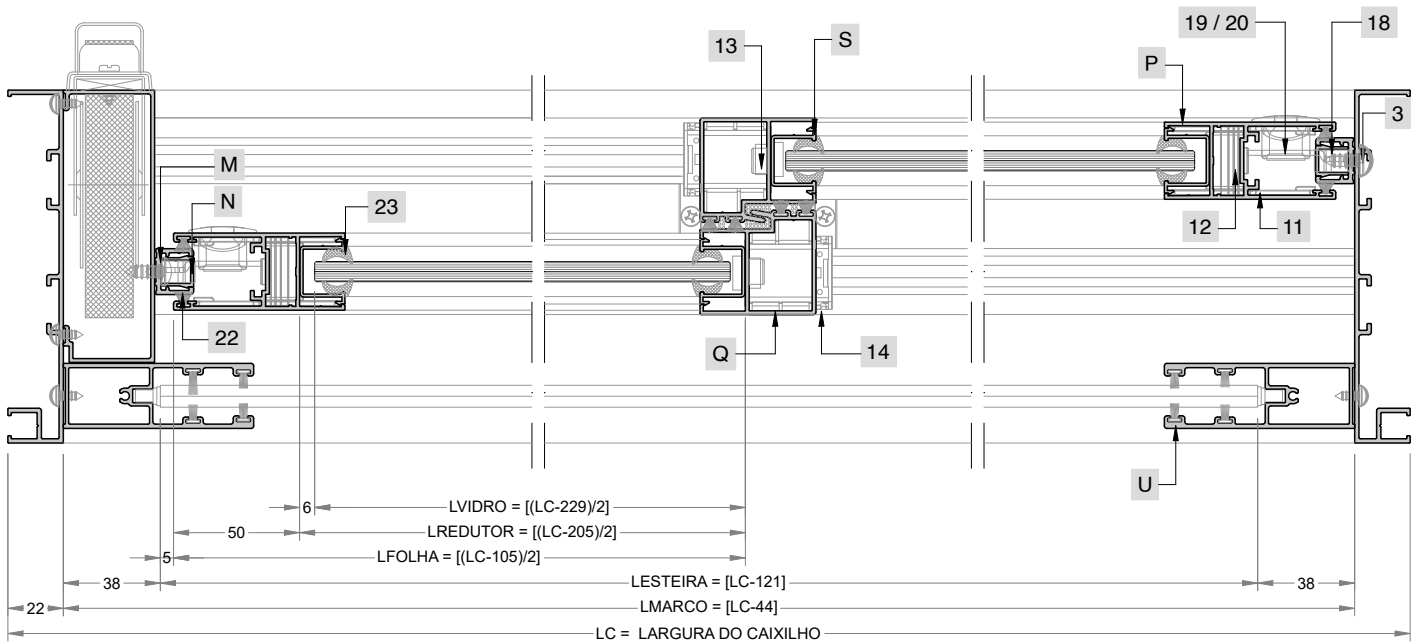 19 / 20
18
13
S
P
3
M
N
23
12
11
22
Q
14
U
6
LVIDRO = [(LC-229)/2]
50
LREDUTOR = [(LC-205)/2]
5
LFOLHA = [(LC-105)/2]
38
LESTEIRA = [LC-121]
38
22
LMARCO = [LC-44]
LC = LARGURA DO CAIXILHO